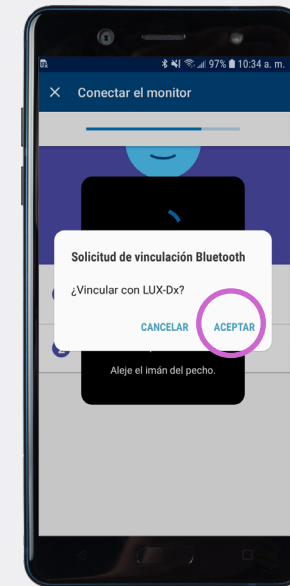 97% 10:34 a. m.
Conectar el monitor
Solicitud de vinculación Bluetooth
¿Vincular con LUX-Dx?
CANCELAR ACEPTAR
2
Aleje el imán del pecho.